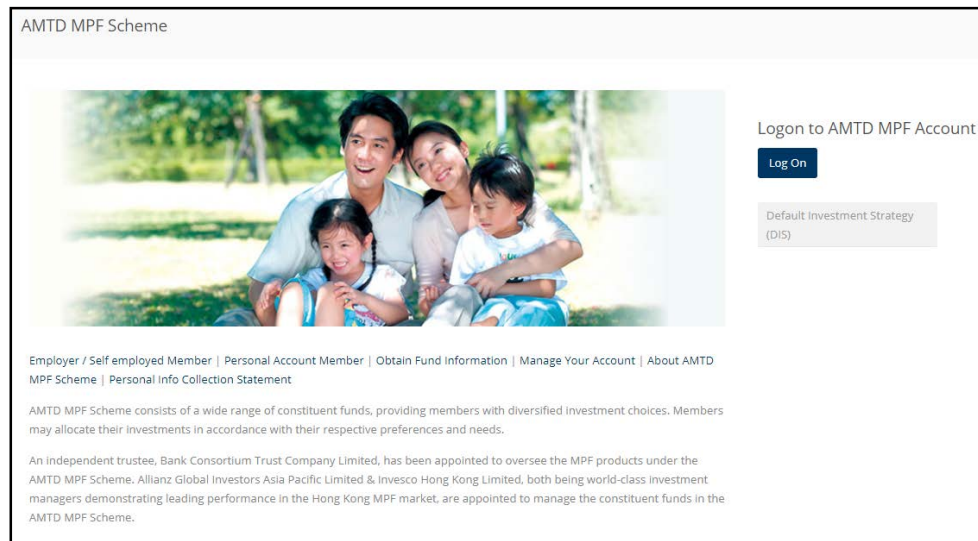 AMTD MPF Scheme
Logon to AMTD MPF Account
Log On
Default Investment Strategy
(DIS)
Employer / Self employed Member | Personal Account Member | Obtain Fund Information | Manage Your Account | About AMTD
MPF Scheme | Personal Info Collection Statement
AMTD MPF Scheme consists of a wide range of constituent funds, providing members with diversified investment choices. Members
may allocate their investments in accordance with their respective preferences and needs.
An independent trustee, Bank Consortium Trust Company Limited, has been appointed to oversee the MPF products under the
AMTD MPF Scheme. Allianz Global Investors Asia Pacific Limited & Invesco Hong Kong Limited, both being world-class investment
managers demonstrating leading performance in the Hong Kong MPF market, are appointed to manage the constituent funds in the
AMTD MPF Scheme.